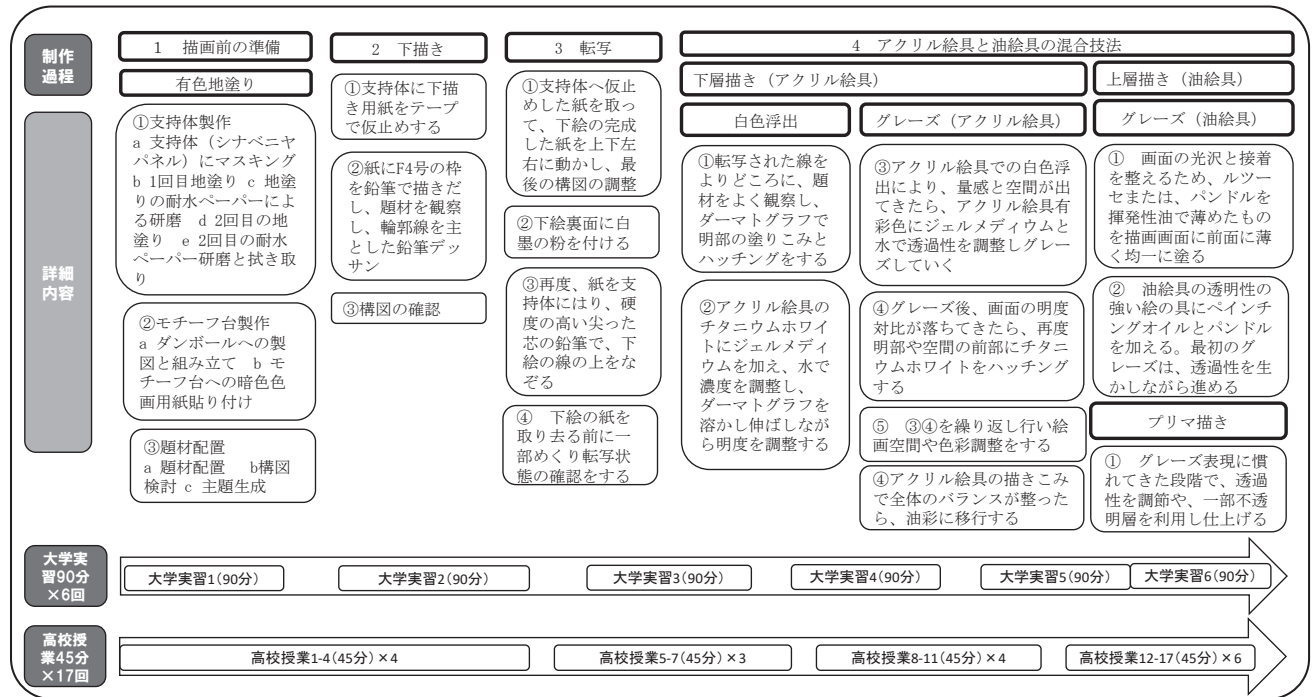 制作
過程
1 描画前の準備
2 下描き
3 転写
4 アクリル絵具と油絵具の混合技法
有色地塗り
下層描き（アクリル絵具）
上層描き（油絵具）
白色浮出
グレーズ（アクリル絵具）
グレーズ（油絵具）
詳細
内容
①支持体製作
a 支持体（シナベニヤ
パネル）にマスキング
b 1回目地塗り c 地塗
りの耐水ペーパーによ
る研磨 d 2回目の地
塗り e 2回目の耐水
ペーパー研磨と拭き取
り
②モチーフ台製作
a ダンボールへの製
図と組み立て b モ
チーフ台への暗色色
画用紙貼り付け
③題材配置
a 題材配置 b構図
検討 c 主題生成
①支持体に下描
き用紙をテープ
で仮止めする
②紙にF4号の枠
を鉛筆で描きだ
し、題材を観察
し、輪郭線を主
とした鉛筆デッ
サン
③構図の確認
①支持体へ仮止
めした紙を取っ
て、下絵の完成
した紙を上下左
右に動かし、最
後の構図の調整
②下絵裏面に白
墨の粉を付ける
③再度、紙を支
持体にはり、硬
度の高い尖った
芯の鉛筆で、下
絵の線の上をな
ぞる
④ 下絵の紙を
取り去る前に一
部めくり転写状
態の確認をする
①転写された線を
よりどころに、題
材をよく観察し、
ダーマトグラフで
明部の塗りこみと
ハッチングをする
②アクリル絵具の
チタニウムホワイ
トにジェルメディ
ウムを加え、水で
濃度を調整し、
ダーマトグラフを
溶かし伸ばしなが
ら明度を調整する
③アクリル絵具での白色浮
出により、量感と空間が出
てきたら、アクリル絵具有
彩色にジェルメディウムと
水で透過性を調整しグレー
ズしていく
④グレーズ後、画面の明度
対比が落ちてきたら、再度
明部や空間の前部にチタニ
ウムホワイトをハッチング
する
⑤ ③④を繰り返し行い絵
画空間や色彩調整をする
④アクリル絵具の描きこみ
で全体のバランスが整った
ら、油彩に移行する
① 画面の光沢と接着
を整えるため、ルツー
セまたは、パンドルを
揮発性油で薄めたもの
を描画画面に前面に薄
く均一に塗る
② 油絵具の透明性の
強い絵の具にペインチ
ングオイルとパンドル
を加える。最初のグ
レーズは、透過性を生
かしながら進める
プリマ描き
① グレーズ表現に慣
れてきた段階で、透過
性を調節や、一部不透
明層を利用し仕上げる
大学実
習90分
×6回
大学実習1(90分)
大学実習2(90分)
大学実習3(90分)
大学実習4(90分)
大学実習5(90分)
大学実習6(90分)
高校授
業45分
×17回
高校授業1-4(45分)×4
高校授業5-7(45分)×3
高校授業8-11(45分)×4
高校授業12-17(45分)×6